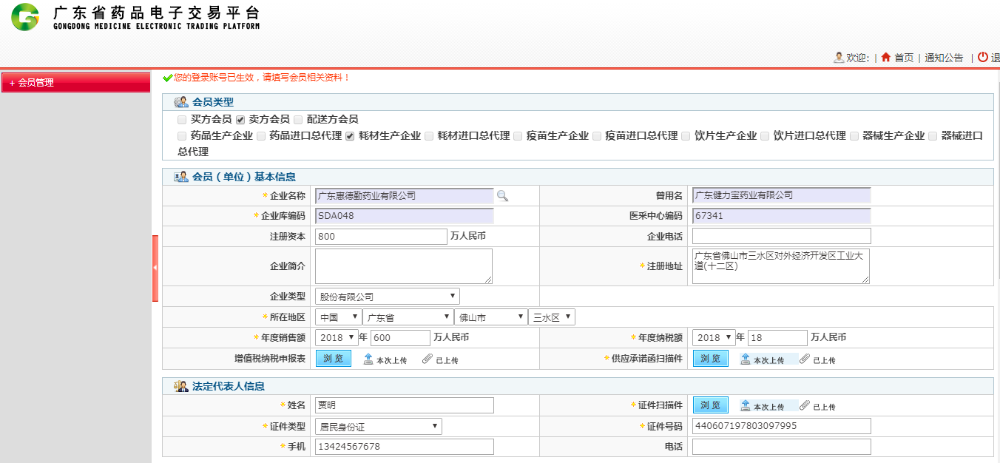 广东省药品电子交易平台
GONGDONG MEDICINE ELECTRONIC TRADING PLATFORM
欢迎: | 首页 | 通知公告 | 退
+ 会员管理
您的登录账号已生效，请填写会员相关资料！
会员类型
买方会员 卖方会员 配送方会员
药品生产企业 药品进口总代理 耗材生产企业 耗材进口总代理 疫苗生产企业 疫苗进口总代理 饮片生产企业 饮片进口总代理 器械生产企业 器械进口
总代理
会员（单位）基本信息
*企业名称 广东惠德勤药业有限公司 曾用名 广东健力宝药业有限公司
*企业库编码 SDA048 医采中心编码 67341
注册资本 800 万人民币 企业电话
企业简介 *注册地址 广东省佛山市三水区对外经济开发区工业大
道(十二区)
企业类型 股份有限公司
*所在地区 中国 广东省 佛山市 三水区
*年度销售额 2018 年 600 万人民币 *年度纳税额 2018 年 18 万人民币
增值税纳税申报表 浏 览 本次上传 已上传 *供应承诺函扫描件 浏 览 本次上传 已上传
法定代表人信息
*姓名 贾明 *证件扫描件 浏 览 本次上传 已上传
*证件类型 居民身份证 *证件号码 440607197803097995
*手机 13424567678 电话